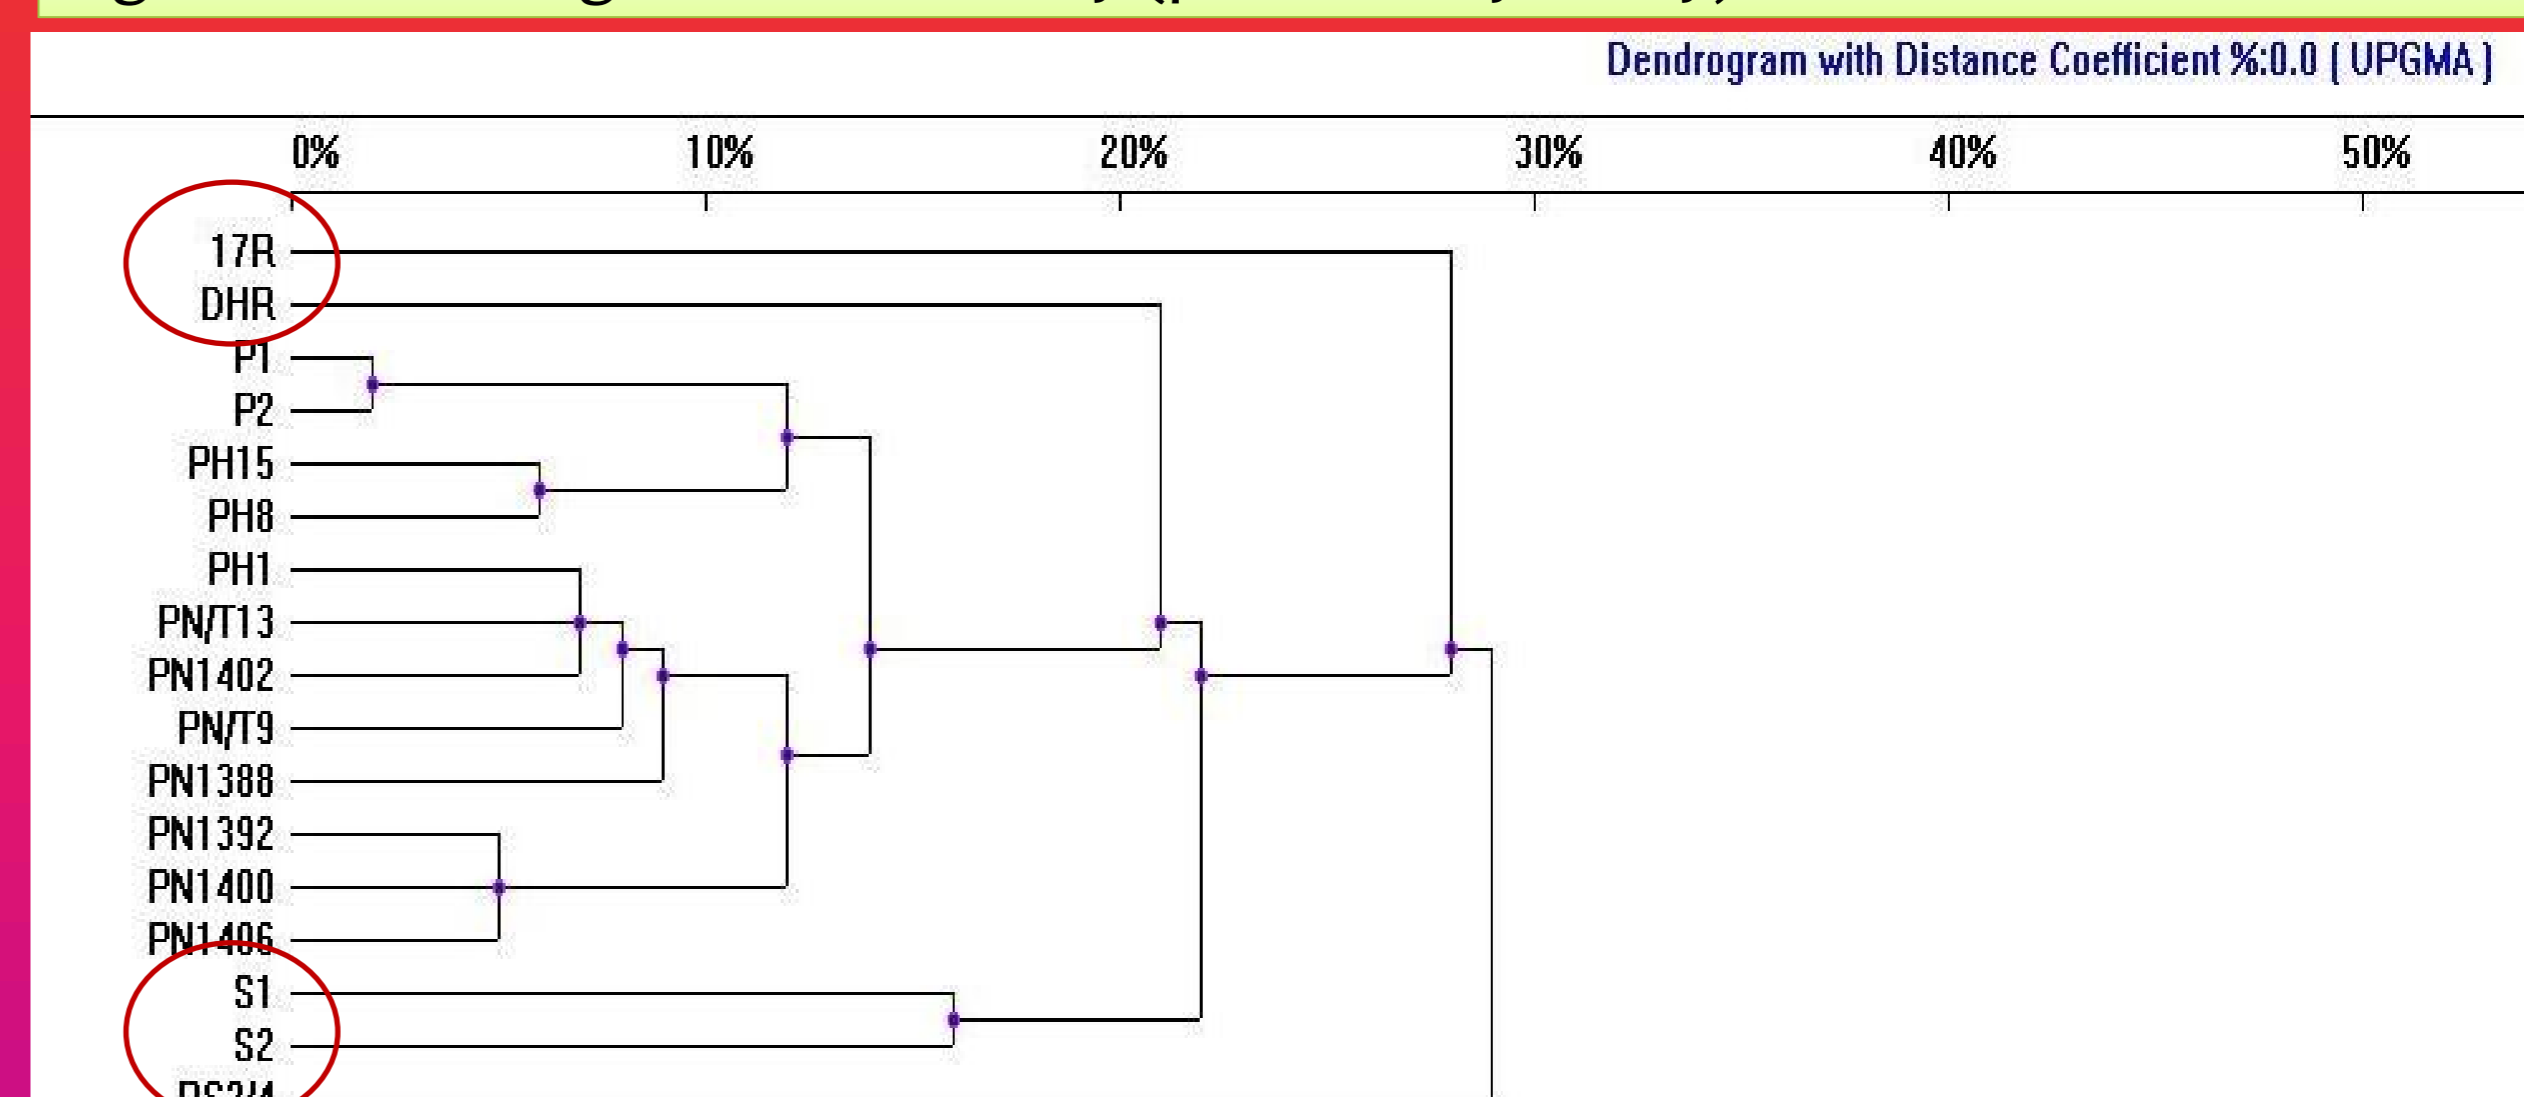 Dendrogram with Distance Coefficient %:0.0 ( UPGMA )
0% 10% 20% 30% 40% 50%
17R
DHR
P1
P2
PH15
PH8
PH1
PN/T13
PN1402
PN/T9
PN1388
PN1392
PN1400
PN1406
S1
S2